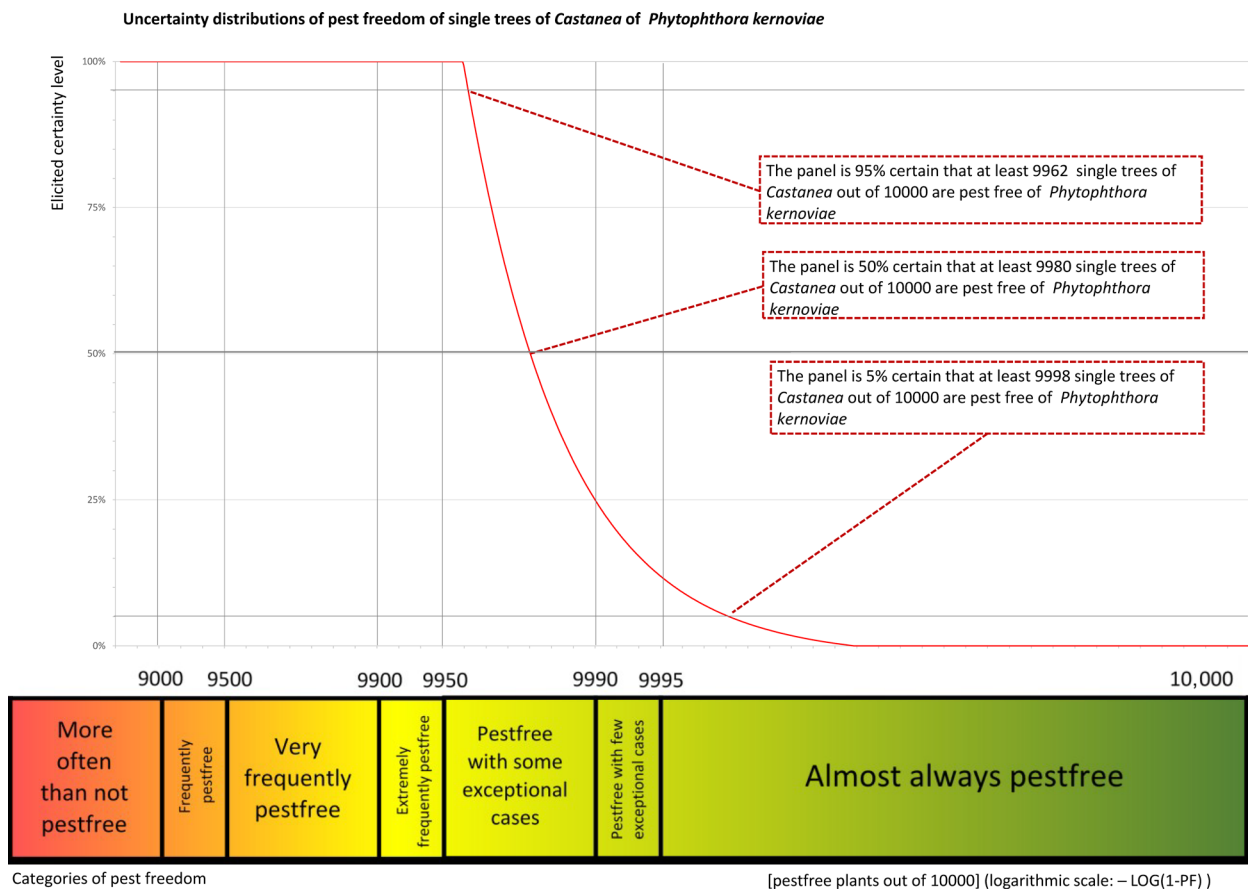 Uncertainty distributions of pest freedom of single trees of Castanea of Phytophthora kernoviae
Elicited certainty level
100%
75%
50%
25%
0%
The panel is 95% certain that at least 9962 single trees of
Castanea out of 10000 are pest free of Phytophthora
kernoviae
The panel is 50% certain that at least 9980 single trees of
Castanea out of 10000 are pest free of Phytophthora
kernoviae
The panel is 5% certain that at least 9998 single trees of
Castanea out of 10000 are pest free of Phytophthora
kernoviae
9000 9500 9900 9950 9990 9995 10,000
More
often
than not
pestfree
Frequently
pestfree
Very
frequently
pestfree
Extremely
frequently pestfree
Pestfree
with some
exceptional
cases
Pestfree with few
exceptional cases
Almost always pestfree
Categories of pest freedom
[pestfree plants out of 10000] (logarithmic scale: – LOG(1-PF) )